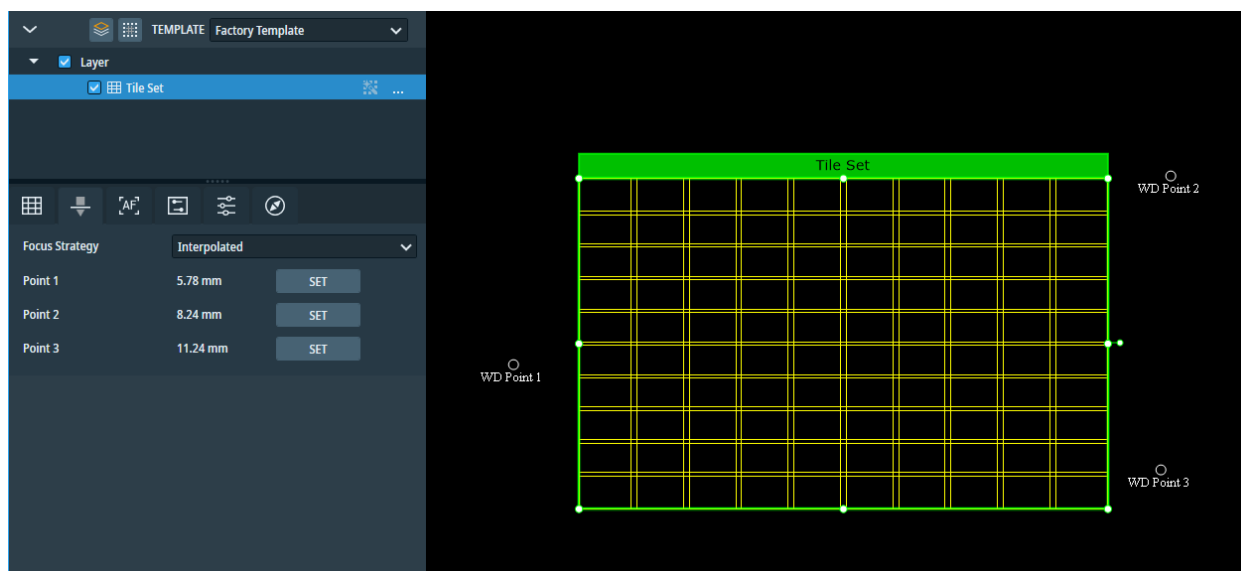 TEMPLATE Factory Template
Layer
Tile Set ...
[AF]
Focus Strategy Interpolated
Point 1 5.78 mm SET
Point 2 8.24 mm SET
Point 3 11.24 mm SET
Tile Set
WD Point 2
WD Point 1
WD Point 3